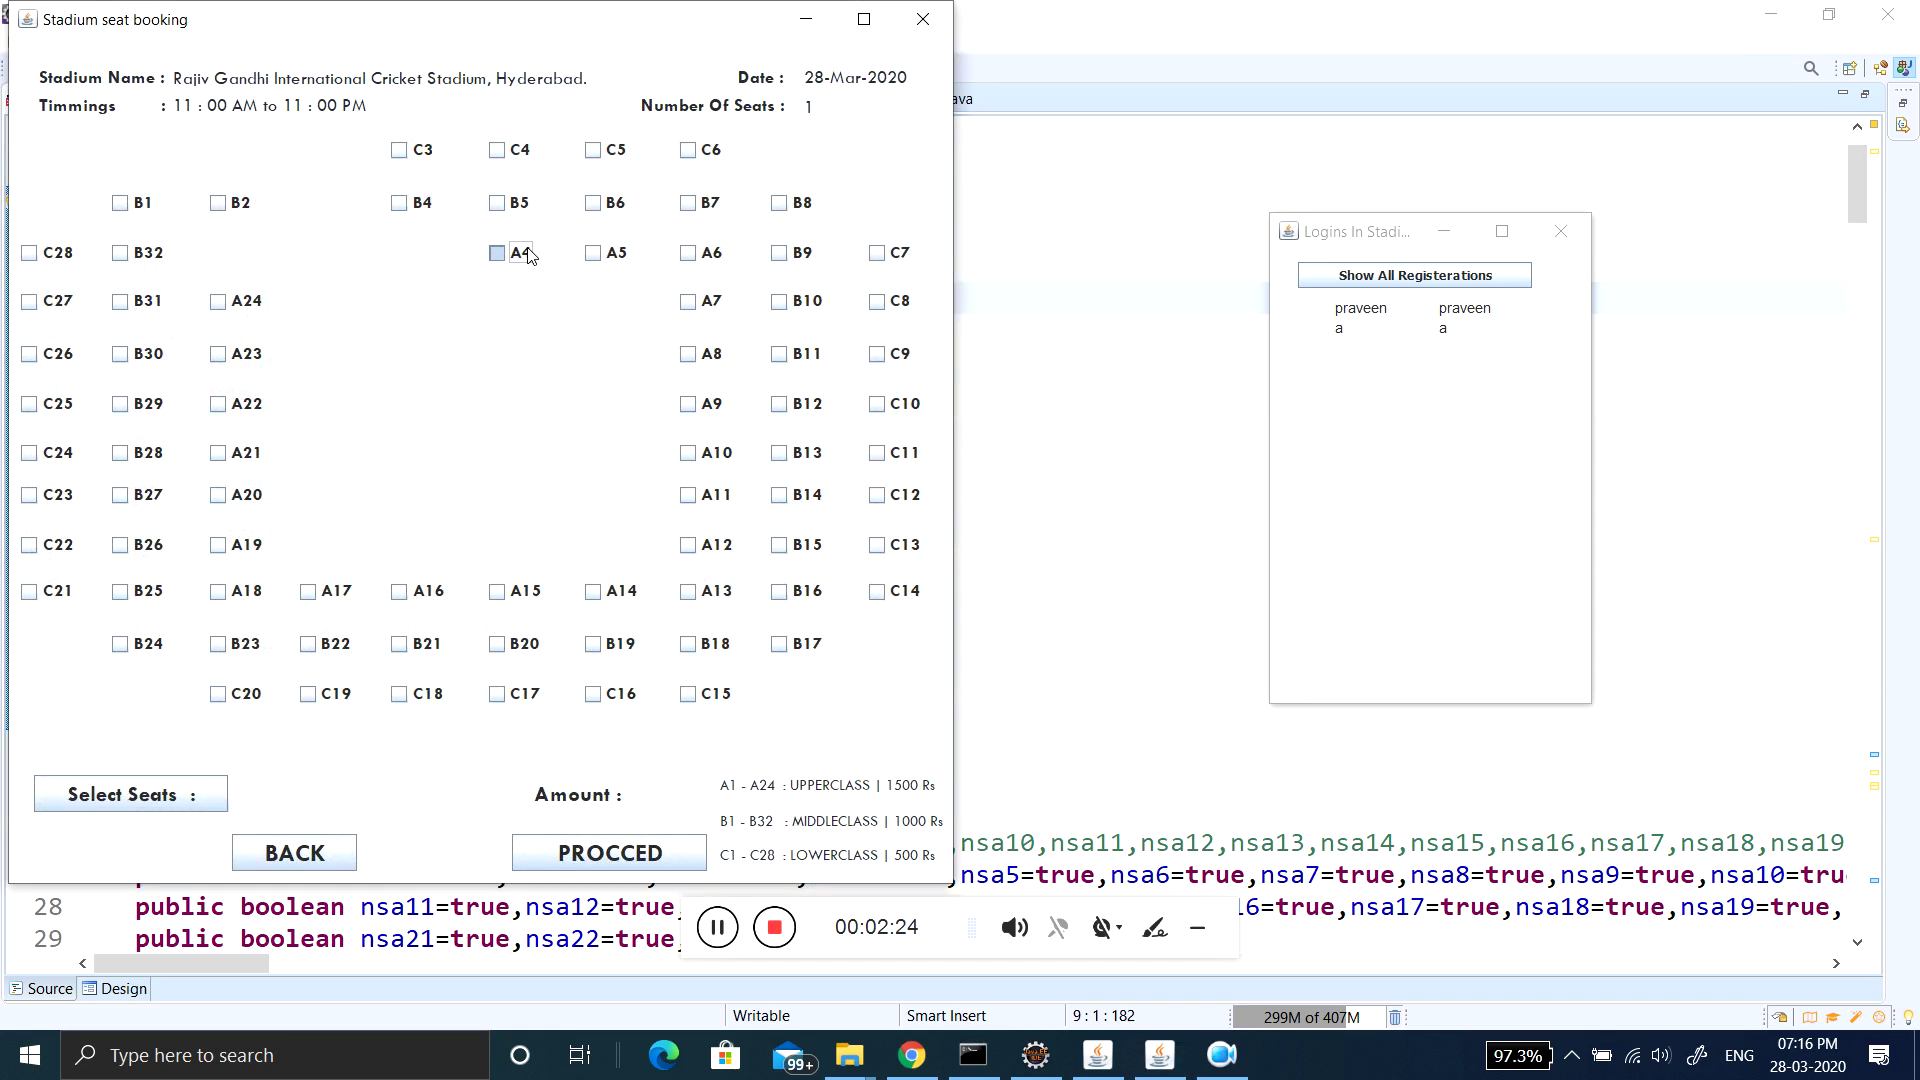 Stadium seat booking
Stadium Name : Rajiv Gandhi International Cricket Stadium, Hyderabad. Date : 28-Mar-2020
Timmings : 11 : 00 AM to 11 : 00 PM Number Of Seats : 1
ava
C3 C4 C5 C6
B1 B2 B4 B5 B6 B7 B8
C28 B32 A4 A5 A6 B9 C7
C27 B31 A24 A7 B10 C8
C26 B30 A23 A8 B11 C9
C25 B29 A22 A9 B12 C10
C24 B28 A21 A10 B13 C11
C23 B27 A20 A11 B14 C12
C22 B26 A19 A12 B15 C13
C21 B25 A18 A17 A16 A15 A14 A13 B16 C14
B24 B23 B22 B21 B20 B19 B18 B17
C20 C19 C18 C17 C16 C15
Select Seats : Amount :
A1 - A24 : UPPERCLASS | 1500 Rs
B1 - B32 : MIDDLECLASS | 1000 Rs
C1 - C28 : LOWERCLASS | 500 Rs
BACK PROCCED
Logins In Stadi...
Show All Registerations
praveen praveen
a a
,nsa10,nsa11,nsa12,nsa13,nsa14,nsa15,nsa16,nsa17,nsa18,nsa19
,nsa5=true,nsa6=true,nsa7=true,nsa8=true,nsa9=true,nsa10=tru
28 public boolean nsa11=true,nsa12=true, 16=true,nsa17=true,nsa18=true,nsa19=true,
29 public boolean nsa21=true,nsa22=true,
00:02:24
Source Design
Writable Smart Insert 9 : 1 : 182 299M of 407M
Type here to search
99+
97.3% ENG 07:16 PM
28-03-2020